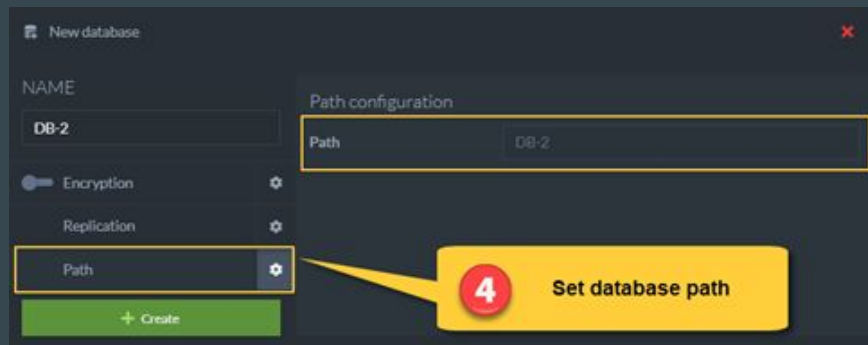 New database
NAME
DB-2
Encryption
Replication
Path
+ Create
Path configuration
Path DB-2
4 Set database path